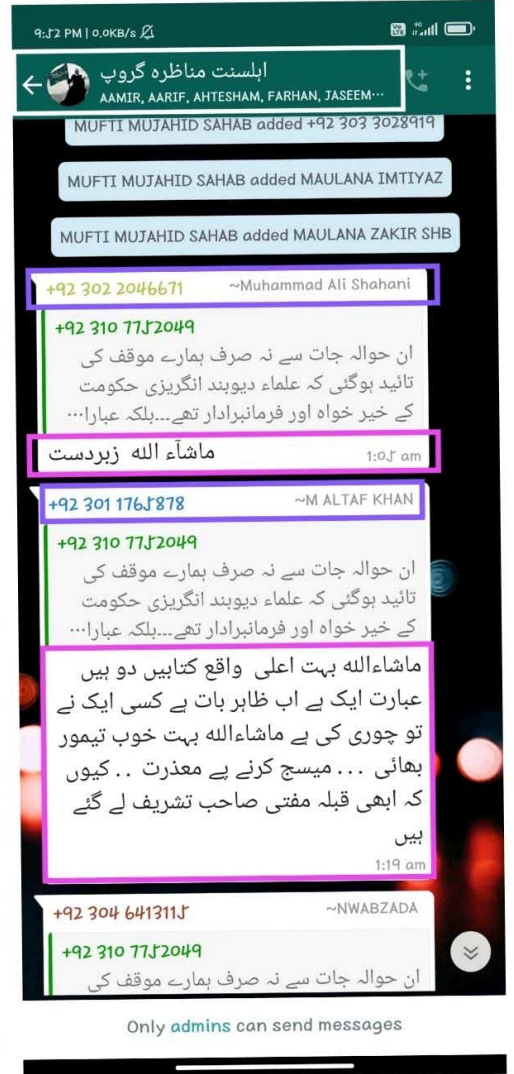 9:52 PM | 0.0KB/s
اہلسنت مناظرہ گروپ
AAMIR, AARIF, AHTESHAM, FARHAN, JASEEM...
MUFTI MUJAHID SAHAB added +92 303 3028919
MUFTI MUJAHID SAHAB added MAULANA IMTIYAZ
MUFTI MUJAHID SAHAB added MAULANA ZAKIR SHB
+92 302 2046671 ~Muhammad Ali Shahani
+92 310 7752049
ان حوالہ جات سے نہ صرف ہمارے موقف کی
تائید ہوگئی کہ علماء دیوبند انگریزی حکومت
کے خیر خواہ اور فرمانبرادار تھے...بلکہ عبارا...
ماشآء اللہ زبردست
1:05 am
+92 301 1765878 ~M ALTAF KHAN
+92 310 7752049
ان حوالہ جات سے نہ صرف ہمارے موقف کی
تائید ہوگئی کہ علماء دیوبند انگریزی حکومت
کے خیر خواہ اور فرمانبرادار تھے...بلکہ عبارا...
ماشاءاللہ بہت اعلی واقع کتابیں دو ہیں
عبارت ایک ہے اب ظاہر بات ہے کسی ایک نے
تو چوری کی ہے ماشاءاللہ بہت خوب تیمور
بھائی ... میسج کرنے پے معذرت .. کیوں
کہ ابھی قبلہ مفتی صاحب تشریف لے گئے
ہیں
1:19 am
+92 304 6413115 ~NWABZADA
+92 310 7752049
ان حوالہ جات سے نہ صرف ہمارے موقف کی
Only admins can send messages